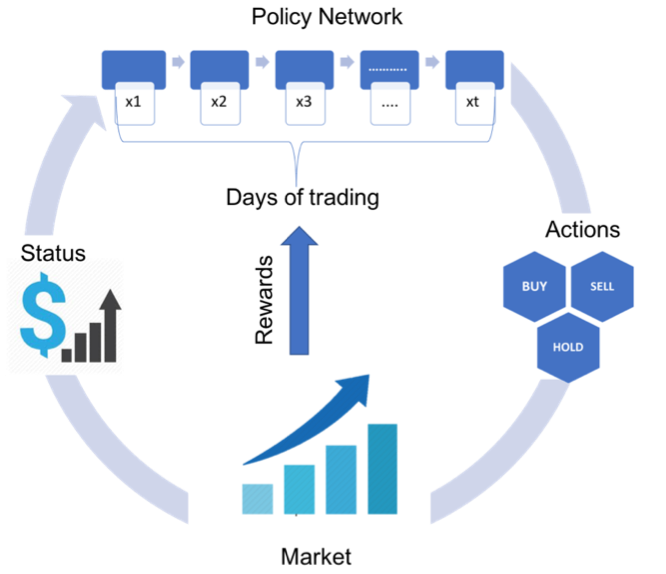 Policy Network
...........
x1
x2
x3
....
xt
Days of trading
Actions
Status
$
BUY
SELL
Rewards
HOLD
Market